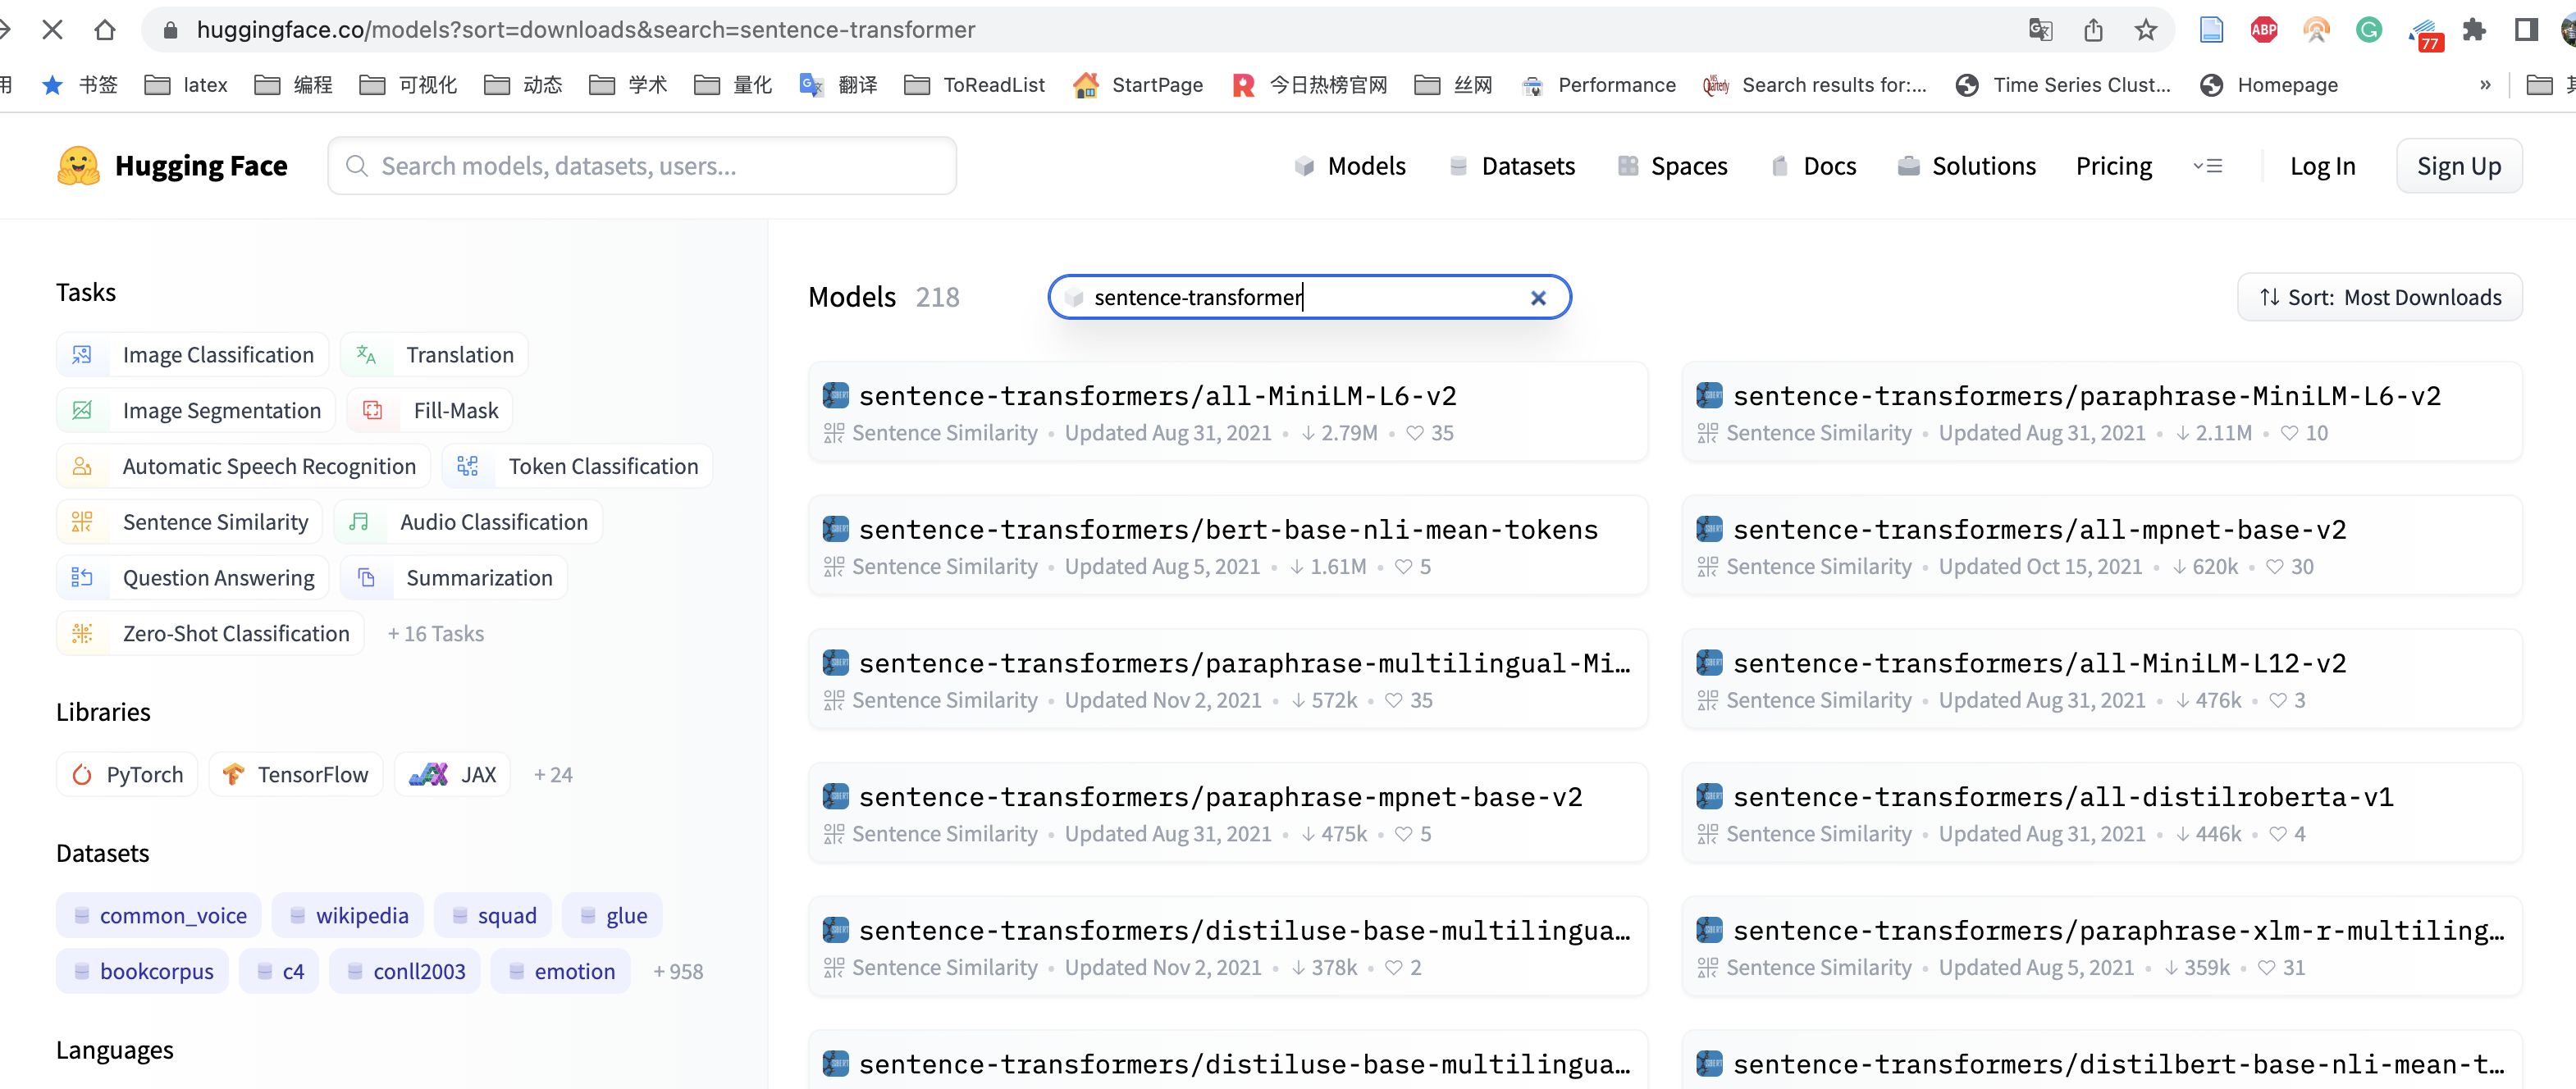 huggingface.co/models?sort=downloads&search=sentence-transformer
ABP
77
用 书签 latex 编程 可视化 动态 学术 量化 翻译 ToReadList StartPage 今日热榜官网 丝网 Performance Search results for:... Time Series Clust... Homepage »
Hugging Face Search models, datasets, users... Models Datasets Spaces Docs Solutions Pricing Log In Sign Up
Tasks
Image Classification Translation
Image Segmentation Fill-Mask
Automatic Speech Recognition Token Classification
Sentence Similarity Audio Classification
Question Answering Summarization
Zero-Shot Classification + 16 Tasks
Libraries
PyTorch TensorFlow JAX + 24
Datasets
common_voice wikipedia squad glue
bookcorpus c4 conll2003 emotion + 958
Languages
Models 218 sentence-transformer Sort: Most Downloads
sentence-transformers/all-MiniLM-L6-v2
Sentence Similarity • Updated Aug 31, 2021 • ↓ 2.79M • ♡ 35
sentence-transformers/paraphrase-MiniLM-L6-v2
Sentence Similarity • Updated Aug 31, 2021 • ↓ 2.11M • ♡ 10
sentence-transformers/bert-base-nli-mean-tokens
Sentence Similarity • Updated Aug 5, 2021 • ↓ 1.61M • ♡ 5
sentence-transformers/all-mpnet-base-v2
Sentence Similarity • Updated Oct 15, 2021 • ↓ 620k • ♡ 30
sentence-transformers/paraphrase-multilingual-Mi…
Sentence Similarity • Updated Nov 2, 2021 • ↓ 572k • ♡ 35
sentence-transformers/all-MiniLM-L12-v2
Sentence Similarity • Updated Aug 31, 2021 • ↓ 476k • ♡ 3
sentence-transformers/paraphrase-mpnet-base-v2
Sentence Similarity • Updated Aug 31, 2021 • ↓ 475k • ♡ 5
sentence-transformers/all-distilroberta-v1
Sentence Similarity • Updated Aug 31, 2021 • ↓ 446k • ♡ 4
sentence-transformers/distiluse-base-multilingua…
Sentence Similarity • Updated Nov 2, 2021 • ↓ 378k • ♡ 2
sentence-transformers/paraphrase-xlm-r-multiling…
Sentence Similarity • Updated Aug 5, 2021 • ↓ 359k • ♡ 31
sentence-transformers/distiluse-base-multilingua…
sentence-transformers/distilbert-base-nli-mean-t…